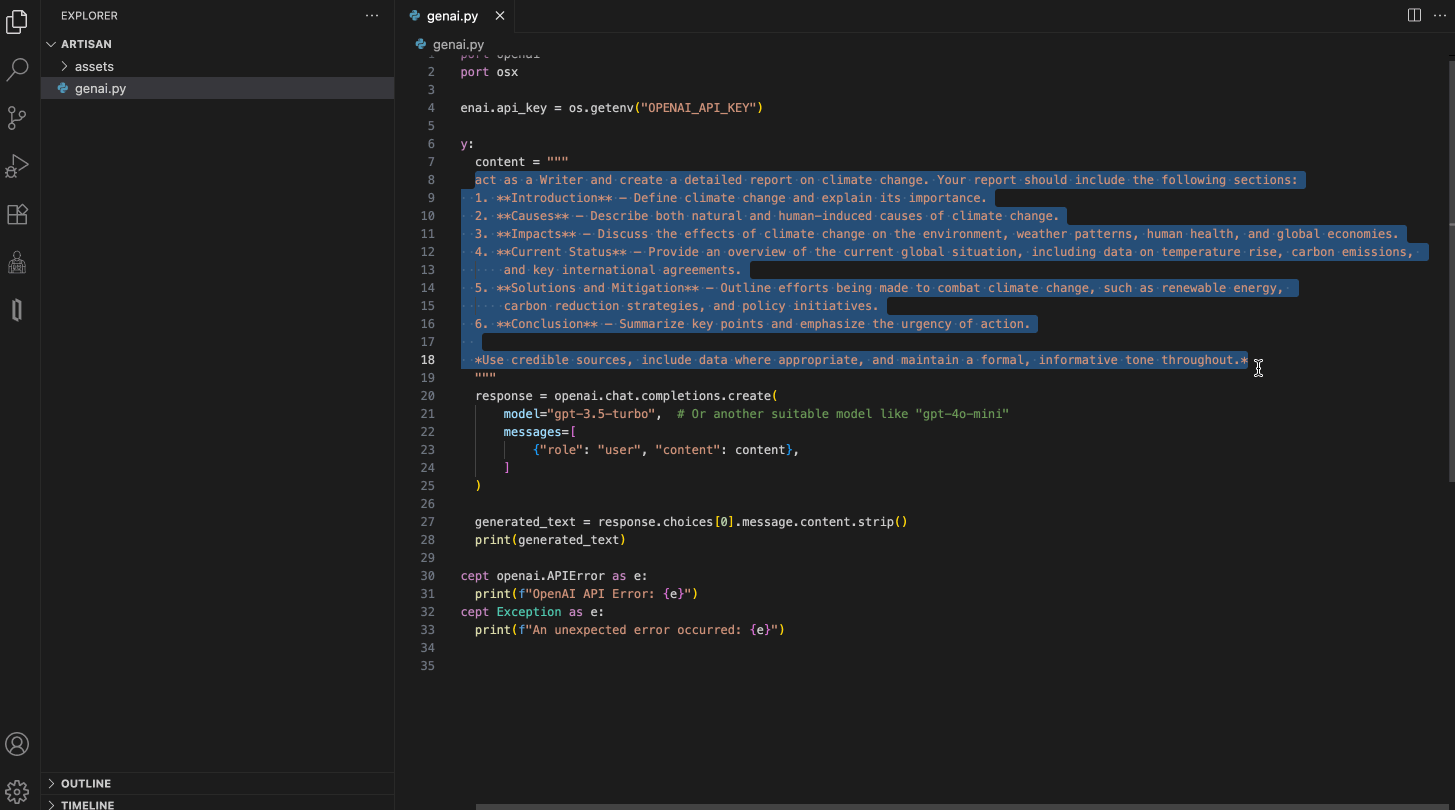 EXPLORER
ARTISAN
assets
genai.py
OUTLINE
TIMELINE
genai.py
genai.py
1 port openai
2 port osx
3
4 enai.api_key = os.getenv("OPENAI_API_KEY")
5
6 y:
7 content = """
8 act as a Writer and create a detailed report on climate change. Your report should include the following sections:
9 1. **Introduction** – Define climate change and explain its importance.
10 2. **Causes** – Describe both natural and human-induced causes of climate change.
11 3. **Impacts** – Discuss the effects of climate change on the environment, weather patterns, human health, and global economies.
12 4. **Current Status** – Provide an overview of the current global situation, including data on temperature rise, carbon emissions,
13 and key international agreements.
14 5. **Solutions and Mitigation** – Outline efforts being made to combat climate change, such as renewable energy,
15 carbon reduction strategies, and policy initiatives.
16 6. **Conclusion** – Summarize key points and emphasize the urgency of action.
17
18 *Use credible sources, include data where appropriate, and maintain a formal, informative tone throughout.*
19 """
20 response = openai.chat.completions.create(
21 model="gpt-3.5-turbo", # Or another suitable model like "gpt-4o-mini"
22 messages=[
23 {"role": "user", "content": content},
24 ]
25 )
26
27 generated_text = response.choices[0].message.content.strip()
28 print(generated_text)
29
30 cept openai.APIError as e:
31 print(f"OpenAI API Error: {e}")
32 cept Exception as e:
33 print(f"An unexpected error occurred: {e}")
34
35